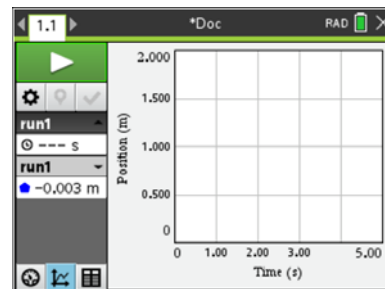 1.1 *Doc RAD
run1
--- s
run1
-0.003 m
Position (m)
2.000
1.500
1.000
0.500
0
0 1.00 2.00 3.00 5.00
Time (s)